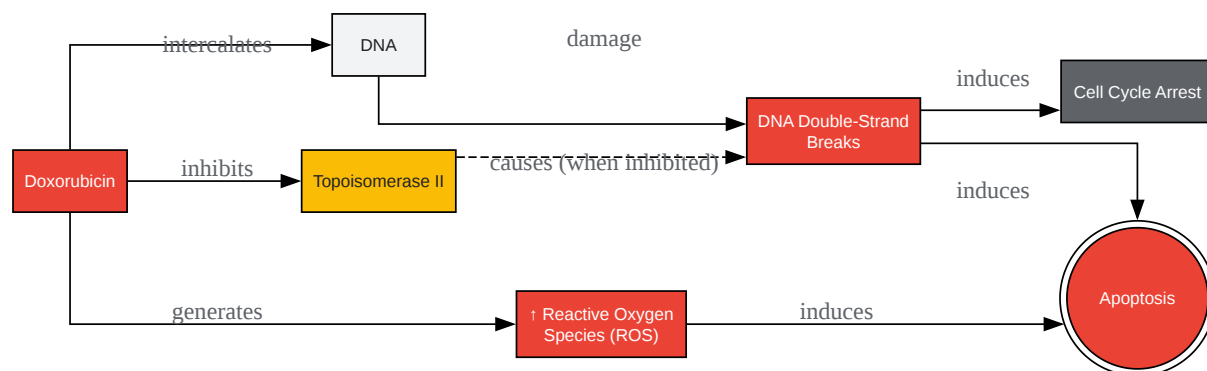 intercalates
DNA
damage
induces
Cell Cycle Arrest
DNA Double-Strand
Breaks
Doxorubicin
inhibits
Topoisomerase II
causes (when inhibited)
induces
generates
↑ Reactive Oxygen
Species (ROS)
induces
Apoptosis